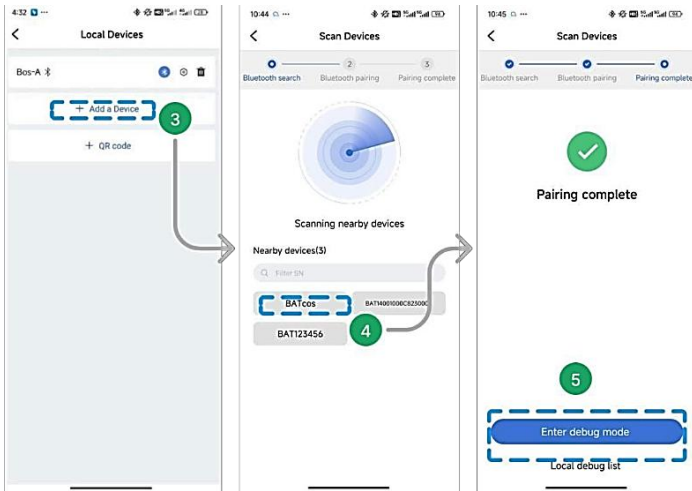 4:32
Local Devices
Bos-A
+ Add a Device
3
+ QR code
10:44
Scan Devices
2
3
Bluetooth search
Bluetooth pairing
Pairing complete
Scanning nearby devices
Nearby devices(3)
Filter SN
BATcos
BAT123456
4
10:45
Scan Devices
Bluetooth search
Bluetooth pairing
Pairing complete
Pairing complete
5
Enter debug mode
Local debug list